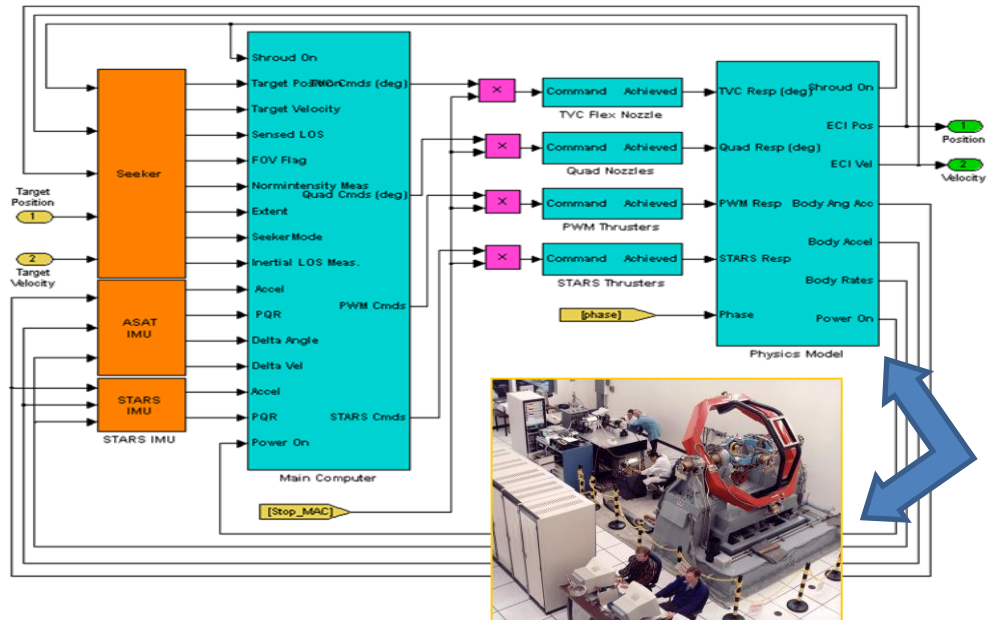 Shroud On
Target Position
TVC Cmds (deg)
Target Velocity
Sensed LOS
FOV Flag
Normintensity Meas
Quad Cmds (deg)
Extent
SeekerMode
Inertial LOS Meas.
Accel
PQR
PWM Cmds
Delta Angle
Delta Vel
Accel
PQR
STARS Cmds
Power On
Main Computer
Seeker
Target
Position
1
2
Target
Velocity
ASAT
IMU
STARS
IMU
STARS IMU
[Stop_MAC]
×
Command Achieved
TVC Flex Nozzle
×
Command Achieved
Quad Nozzles
×
Command Achieved
PWM Thrusters
×
Command Achieved
STARS Thrusters
[phase]
TVC Resp (deg)
Shroud On
ECI Pos
Quad Resp (deg)
ECI Vel
PWM Resp
Body Ang Acc
Body Accel
STARS Resp
Body Rates
Phase
Power On
Physics Model
1
Position
2
Velocity